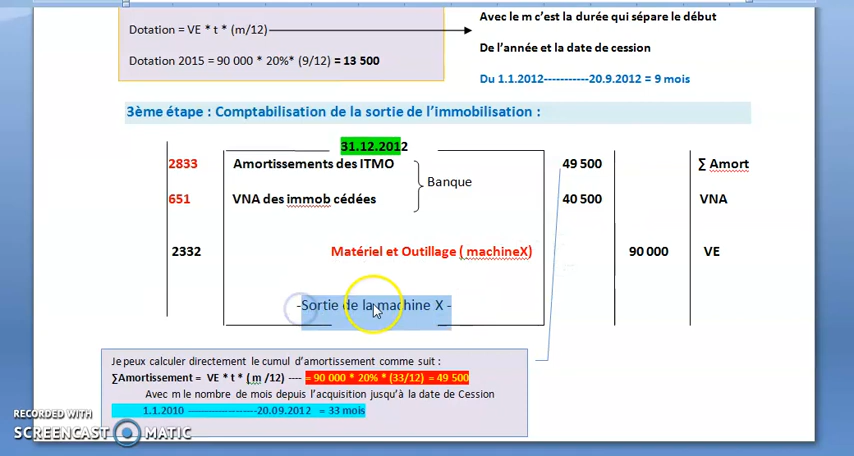 Avec le m c'est la durée qui sépare le début
Dotation = VE * t * (m/12)
De l'année et la date de cession
Dotation 2015 = 90 000 * 20%* (9/12) = 13 500
Du 1.1.2012-----------20.9.2012 = 9 mois
3ème étape : Comptabilisation de la sortie de l'immobilisation :
31.12.2012
2833 Amortissements des ITMO 49 500 ∑ Amort
Banque
651 VNA des immob cédées 40 500 VNA
2332 Matériel et Outillage ( machineX) 90 000 VE
-Sortie de la machine X -
Je peux calculer directement le cumul d'amortissement comme suit :
∑Amortissement = VE * t * ( m /12) ---- = 90 000 * 20% * (33/12) = 49 500
Avec m le nombre de mois depuis l'acquisition jusqu'à la date de Cession
1.1.2010 --------------------20.09.2012 = 33 mois
RECORDED WITH
SCREENCAST MATIC